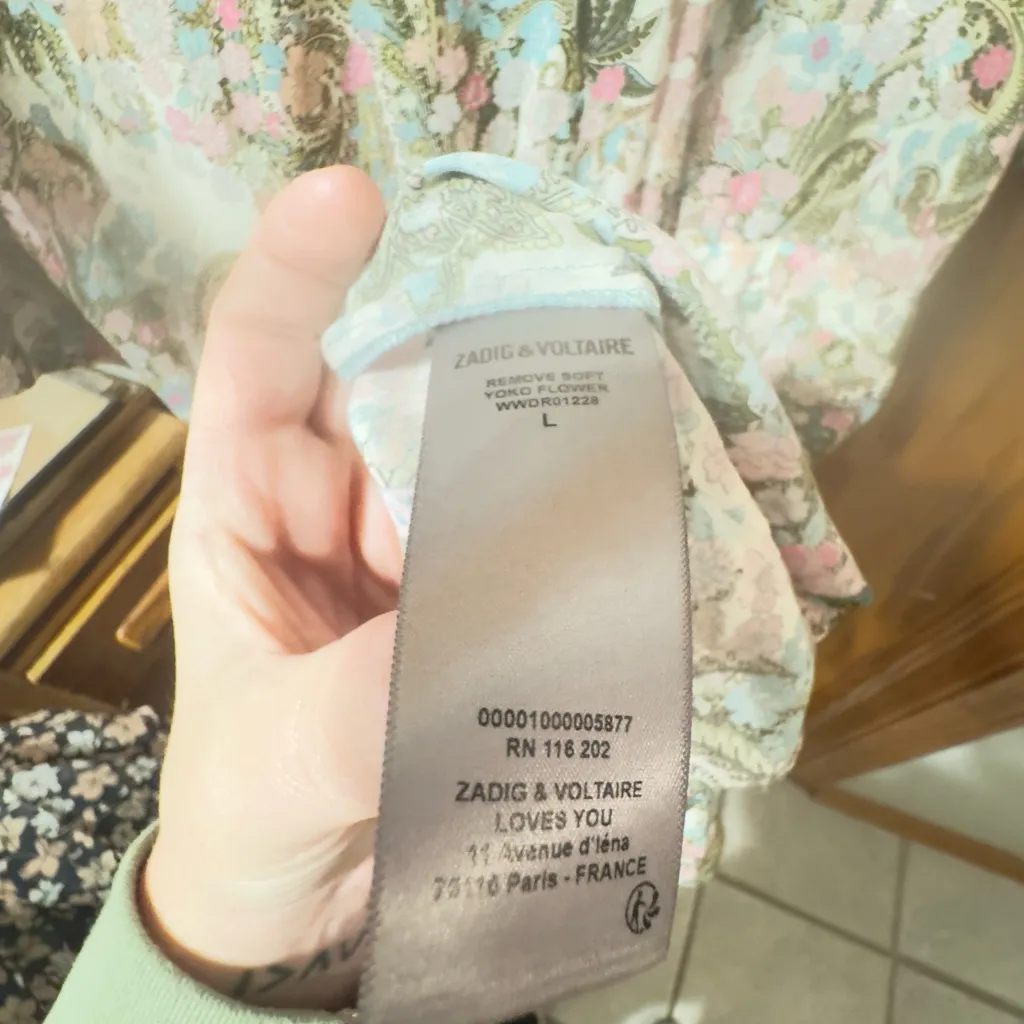 ZADIG & VOLTAIRE
REMOVE SOFT
YOKO FLOWER
WWDR01228
L
00001000005877
RN 116 202
ZADIG & VOLTAIRE
LOVES YOU
11 Avenue d'Iéna
75116 Paris - FRANCE